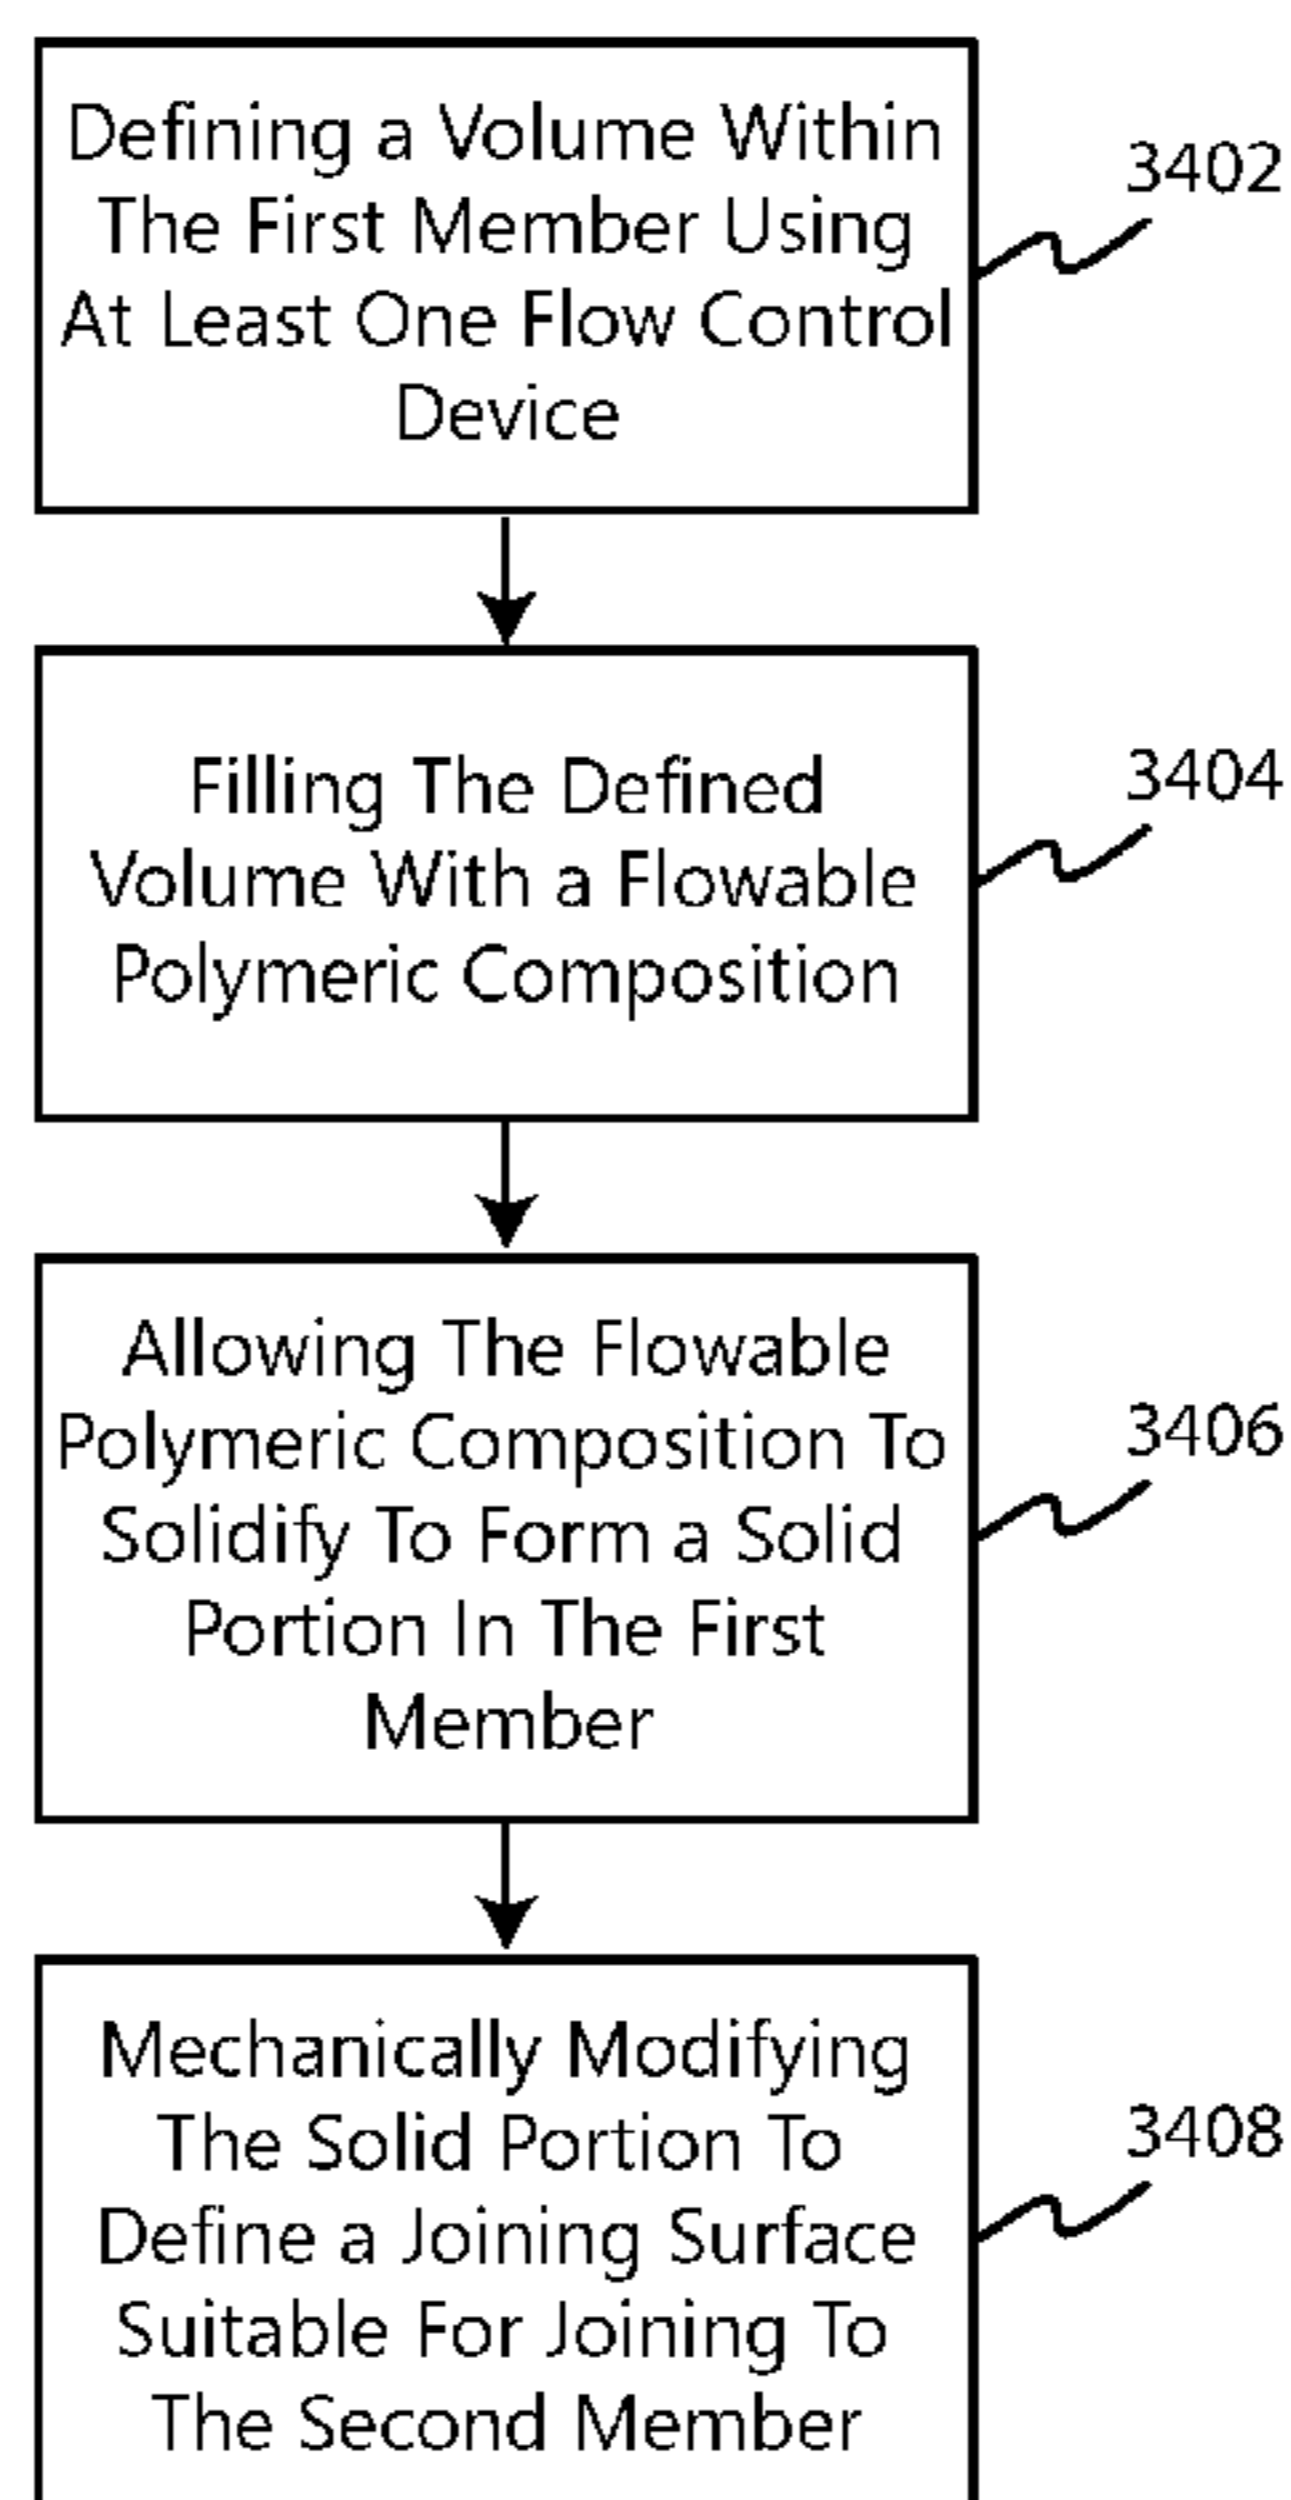 Defining a Volume Within
The First Member Using
At Least One Flow Control
Device
3402
Filling The Defined
Volume With a Flowable
Polymeric Composition
3404
Allowing The Flowable
Polymeric Composition To
Solidify To Form a Solid
Portion In The First
Member
3406
Mechanically Modifying
The Solid Portion To
Define a Joining Surface
Suitable For Joining To
The Second Member
3408